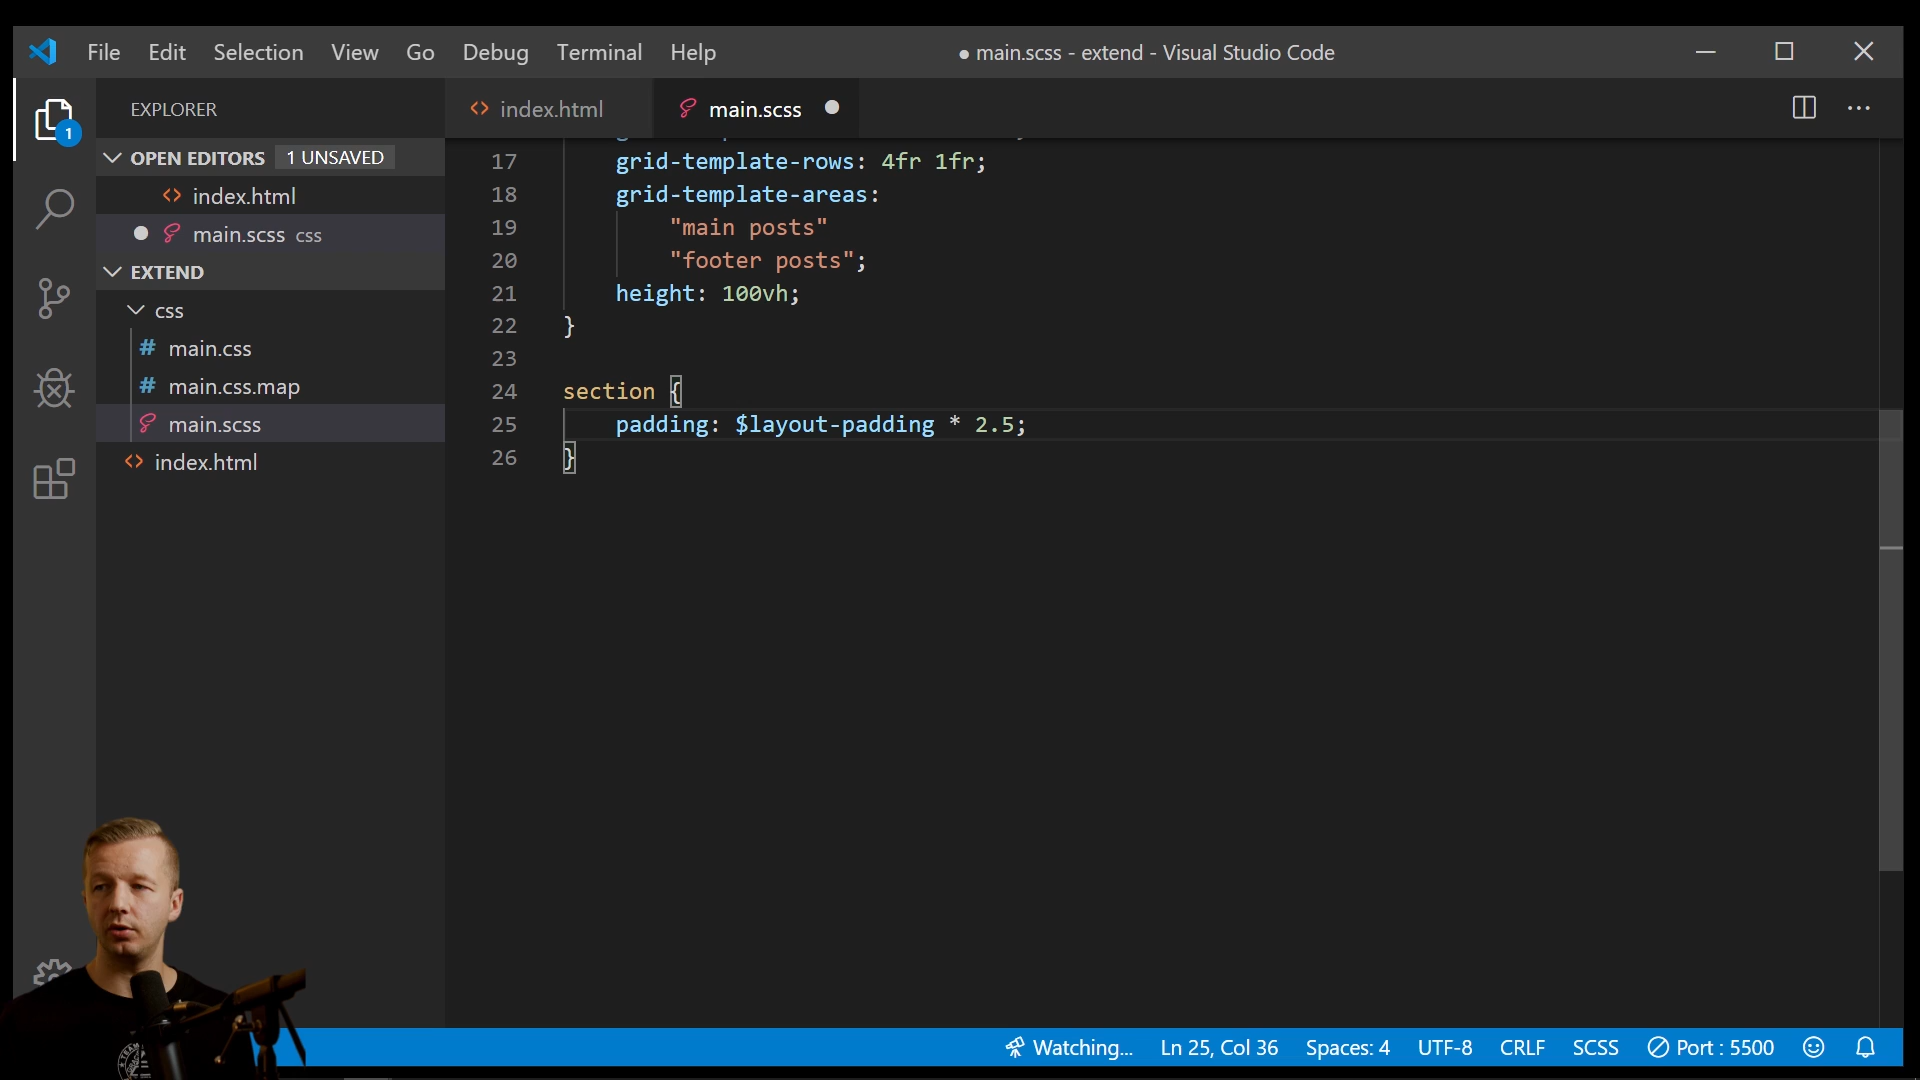 File Edit Selection View Go Debug Terminal Help
● main.scss - extend - Visual Studio Code
EXPLORER
OPEN EDITORS 1 UNSAVED
index.html
main.scss css
EXTEND
css
main.css
main.css.map
main.scss
index.html
1
index.html
main.scss
17 grid-template-rows: 4fr 1fr;
18 grid-template-areas:
19 "main posts"
20 "footer posts";
21 height: 100vh;
22 }
23
24 section {
25 padding: $layout-padding * 2.5;
26 }
Watching... Ln 25, Col 36 Spaces: 4 UTF-8 CRLF SCSS Port : 5500